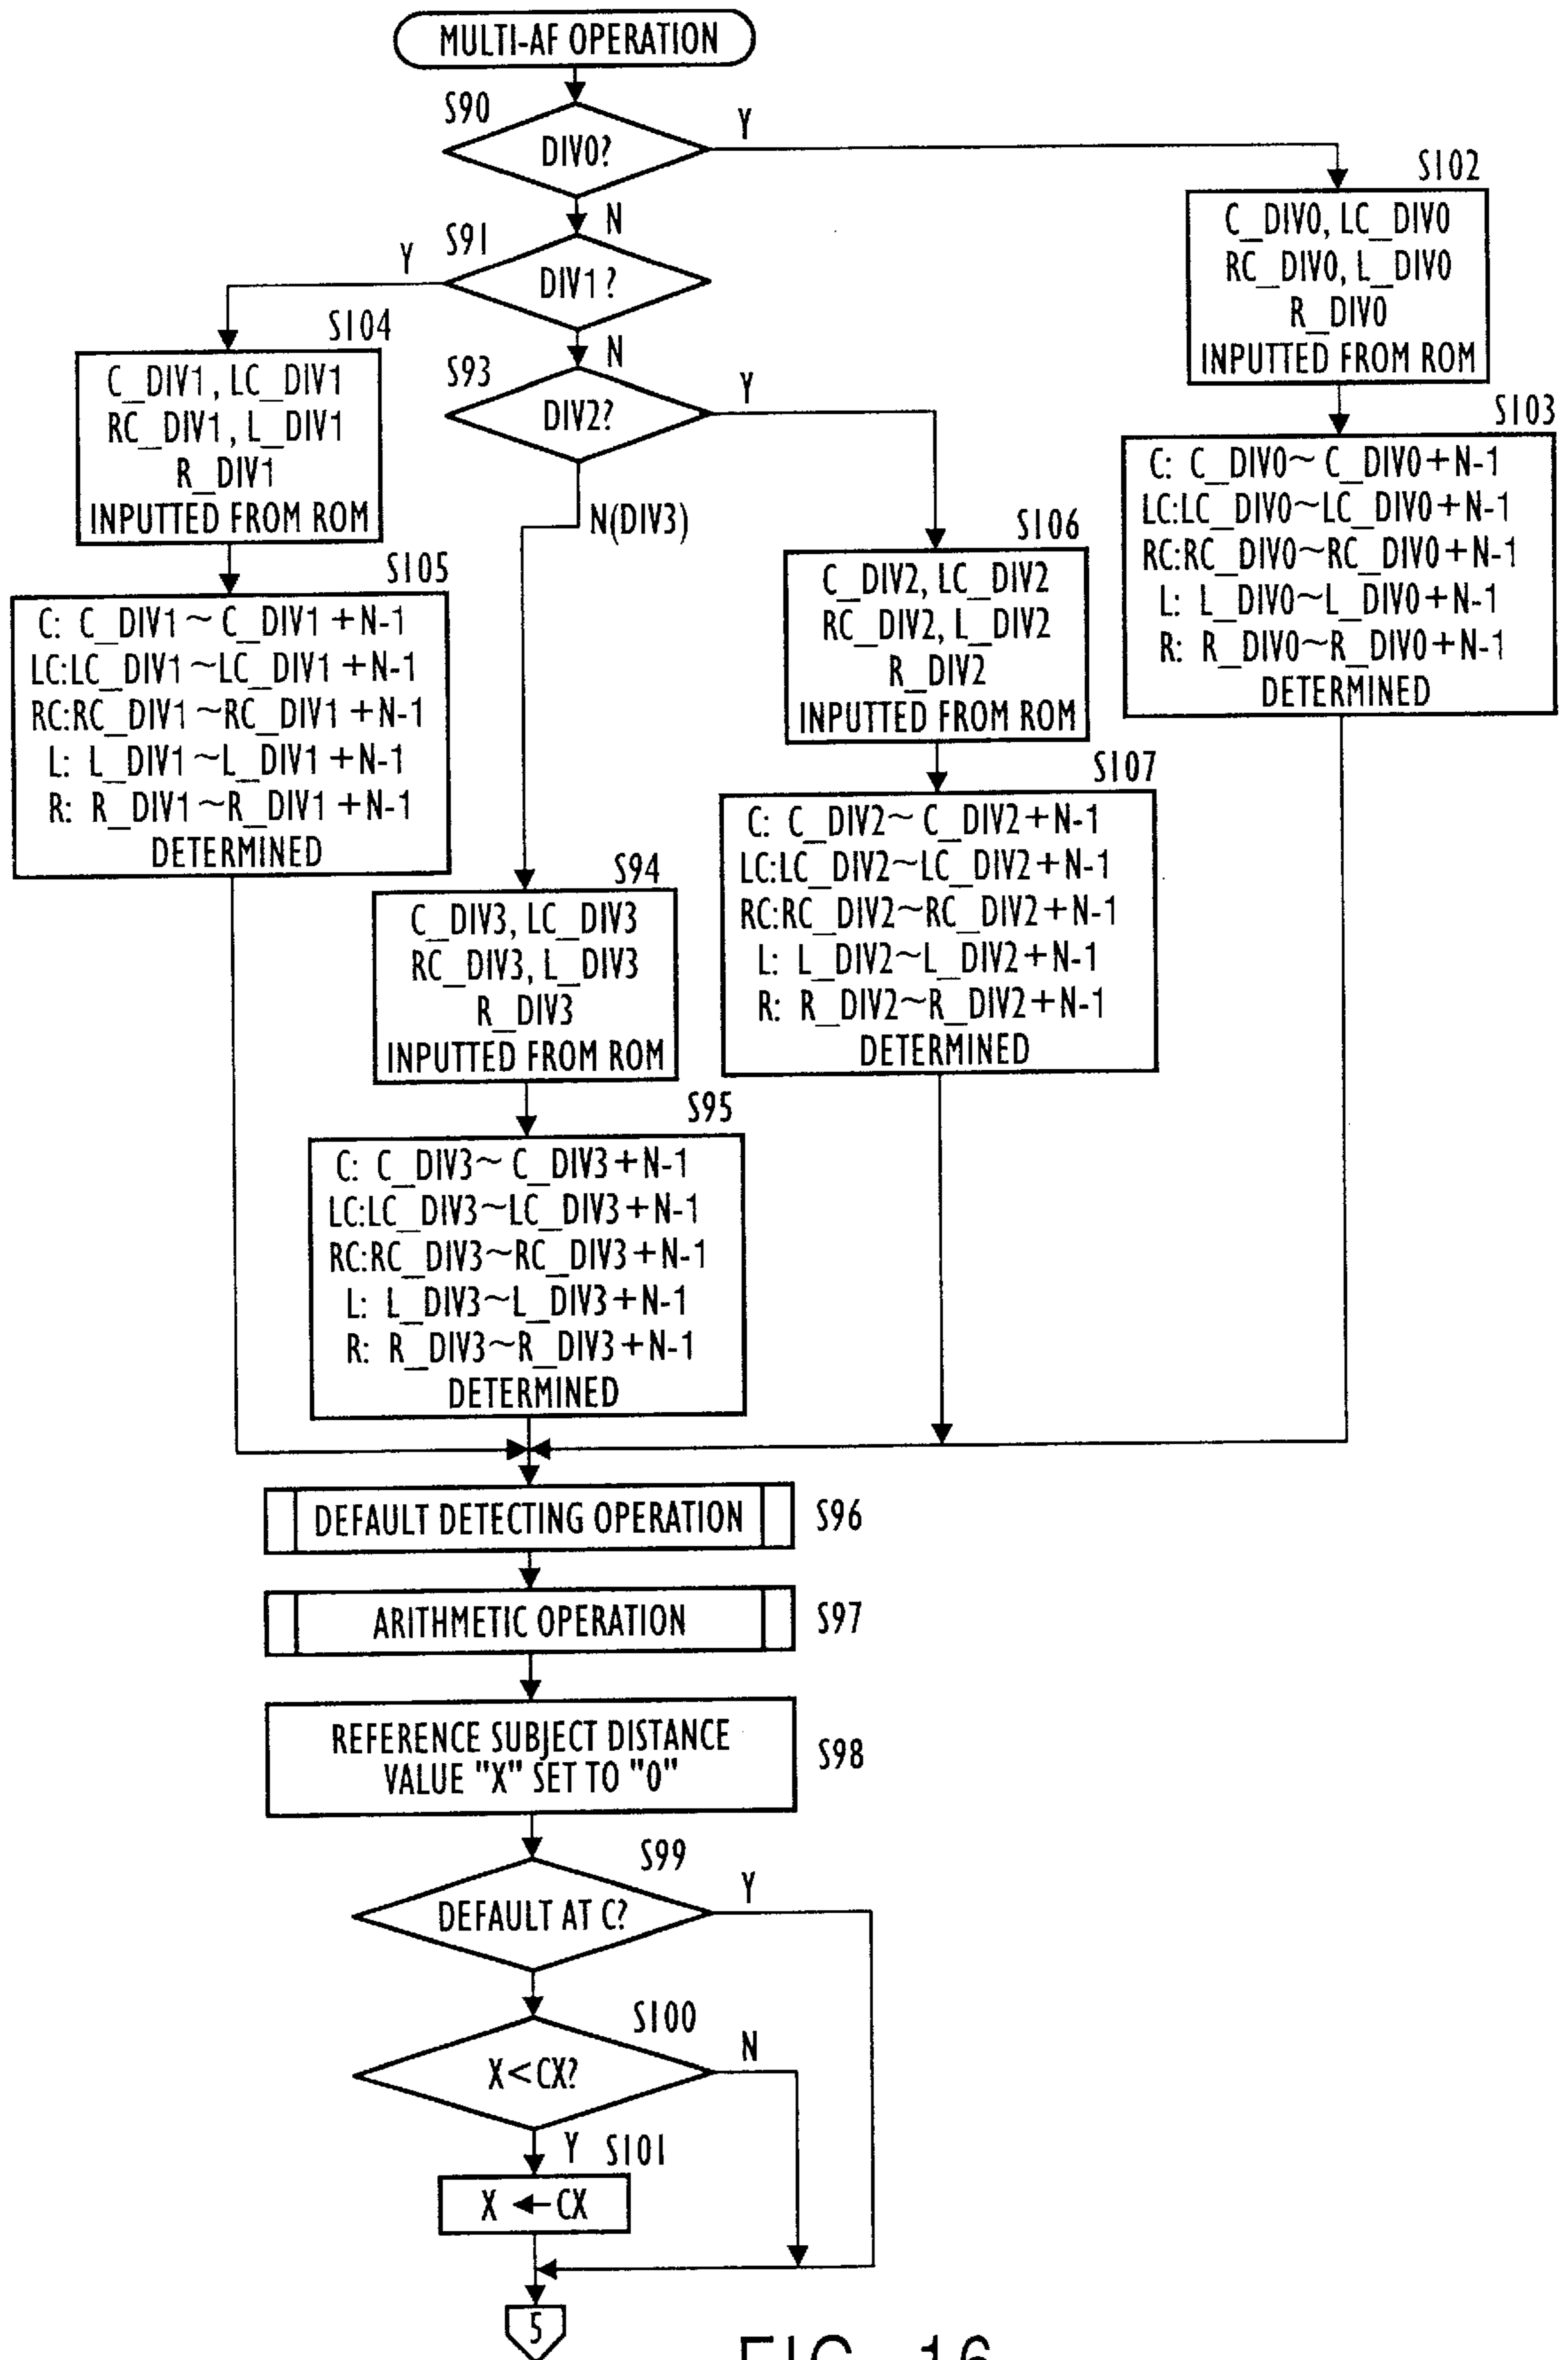 MULTI-AF OPERATION
S90
DIV0?
Y
N
S91
DIV1?
Y
N
S93
DIV2?
Y
N(DIV3)
S102
C_DIV0, LC_DIV0
RC_DIV0, L_DIV0
R_DIV0
INPUTTED FROM ROM
S103
C: C_DIV0~ C_DIV0+N-1
LC:LC_DIV0~LC_DIV0+N-1
RC:RC_DIV0~RC_DIV0+N-1
L: L_DIV0~L_DIV0+N-1
R: R_DIV0~R_DIV0+N-1
DETERMINED
S104
C_DIV1, LC_DIV1
RC_DIV1, L_DIV1
R_DIV1
INPUTTED FROM ROM
S105
C: C_DIV1~ C_DIV1+N-1
LC:LC_DIV1~LC_DIV1+N-1
RC:RC_DIV1~RC_DIV1+N-1
L: L_DIV1~L_DIV1+N-1
R: R_DIV1~R_DIV1+N-1
DETERMINED
S106
C_DIV2, LC_DIV2
RC_DIV2, L_DIV2
R_DIV2
INPUTTED FROM ROM
S107
C: C_DIV2~ C_DIV2+N-1
LC:LC_DIV2~LC_DIV2+N-1
RC:RC_DIV2~RC_DIV2+N-1
L: L_DIV2~L_DIV2+N-1
R: R_DIV2~R_DIV2+N-1
DETERMINED
S94
C_DIV3, LC_DIV3
RC_DIV3, L_DIV3
R_DIV3
INPUTTED FROM ROM
S95
C: C_DIV3~ C_DIV3+N-1
LC:LC_DIV3~LC_DIV3+N-1
RC:RC_DIV3~RC_DIV3+N-1
L: L_DIV3~L_DIV3+N-1
R: R_DIV3~R_DIV3+N-1
DETERMINED
DEFAULT DETECTING OPERATION
S96
ARITHMETIC OPERATION
S97
REFERENCE SUBJECT DISTANCE
VALUE "X" SET TO "0"
S98
S99
DEFAULT AT C?
Y
S100
X<CX?
N
Y
S101
X ← CX
5
FIG. 16